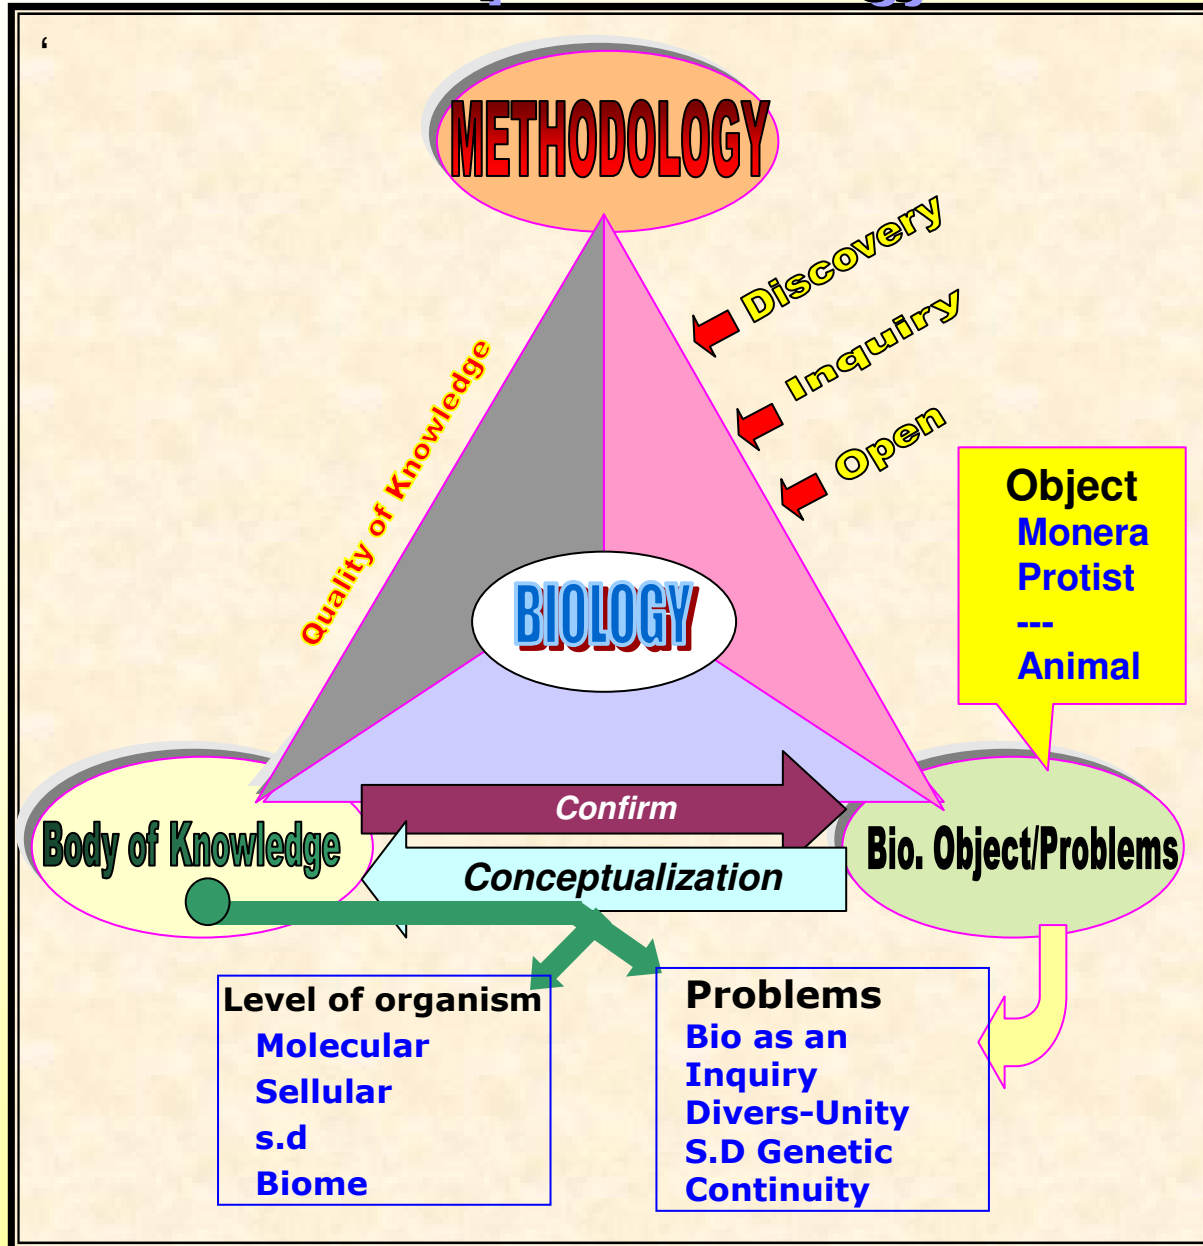 ‘
METHODOLOGY
Discovery
Inquiry
Open
Quality of Knowledge
BIOLOGY
Object
Monera
Protist
---
Animal
Confirm
Conceptualization
Body of Knowledge
Bio. Object/Problems
Level of organism
Molecular
Sellular
s.d
Biome
Problems
Bio as an
Inquiry
Divers-Unity
S.D Genetic
Continuity